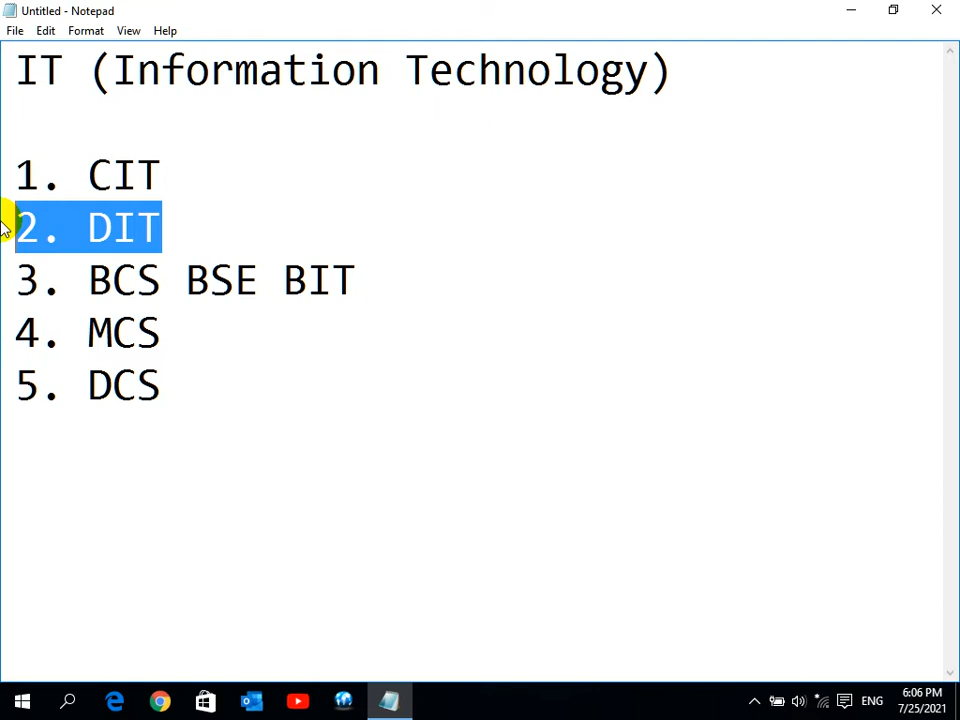 Untitled - Notepad
File Edit Format View Help
IT (Information Technology)
1. CIT
2. DIT
3. BCS BSE BIT
4. MCS
5. DCS
ENG
6:06 PM
7/25/2021